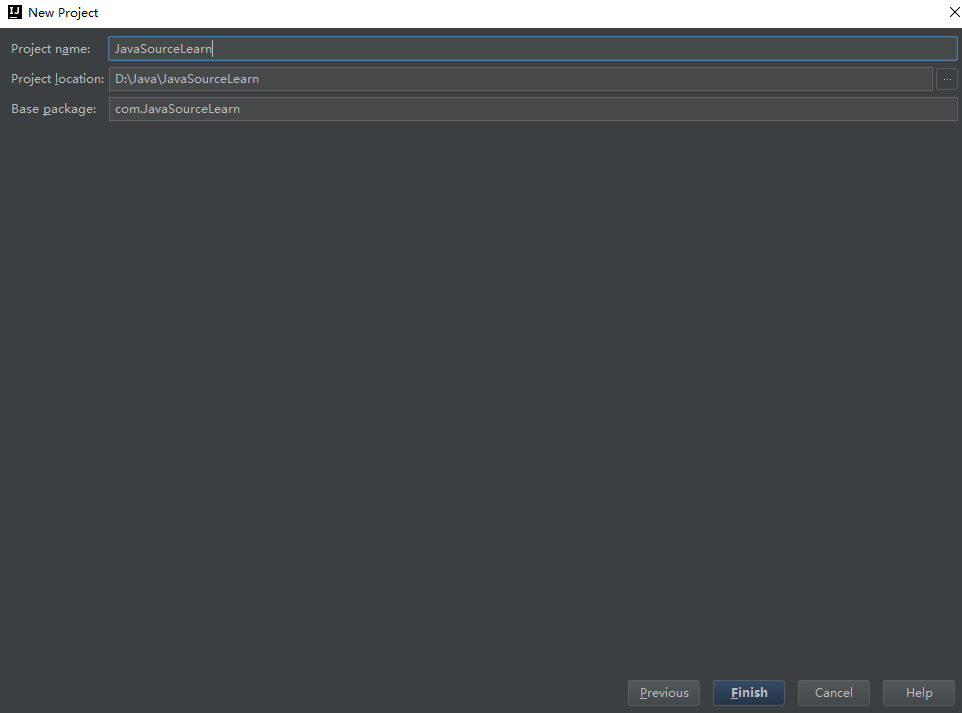 IJ New Project
Project name: JavaSourceLearn
Project location: D:\Java\JavaSourceLearn ...
Base package: com.JavaSourceLearn
Previous Finish Cancel Help